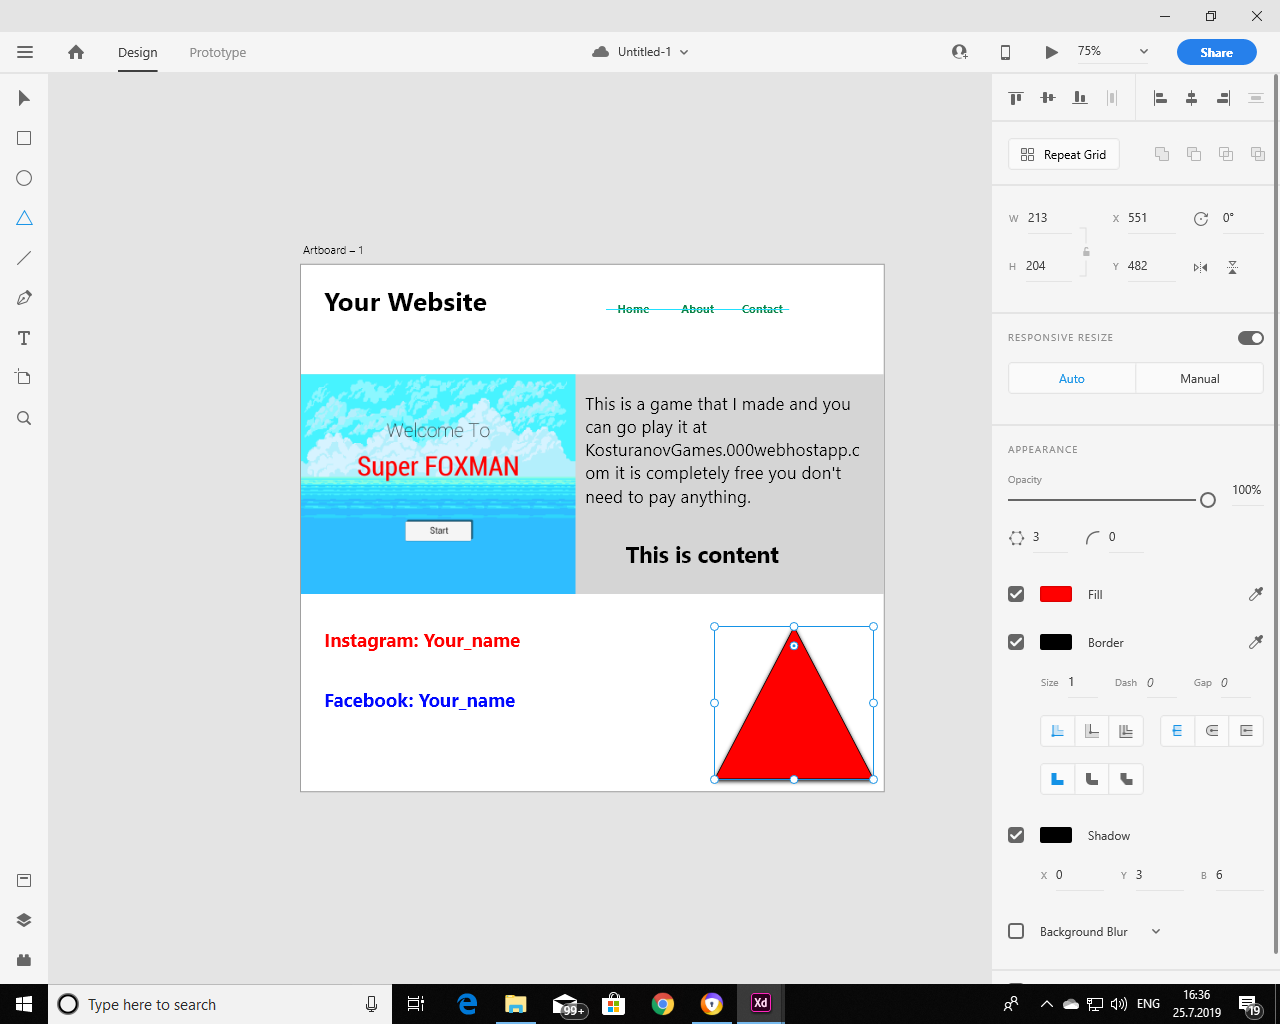 Design
Prototype
Untitled-1
75%
Share
Repeat Grid
W 213
X 551
0°
H 204
Y 482
RESPONSIVE RESIZE
Auto
Manual
APPEARANCE
Opacity
100%
3
0
Fill
Border
Size 1
Dash 0
Gap 0
Shadow
X 0
Y 3
B 6
Background Blur
Artboard – 1
Your Website
Home
About
Contact
Welcome To
Super FOXMAN
Start
This is a game that I made and you
can go play it at
KosturanovGames.000webhostapp.c
om it is completely free you don't
need to pay anything.
This is content
Instagram: Your_name
Facebook: Your_name
Type here to search
99+
Xd
ENG
16:36
25.7.2019
19